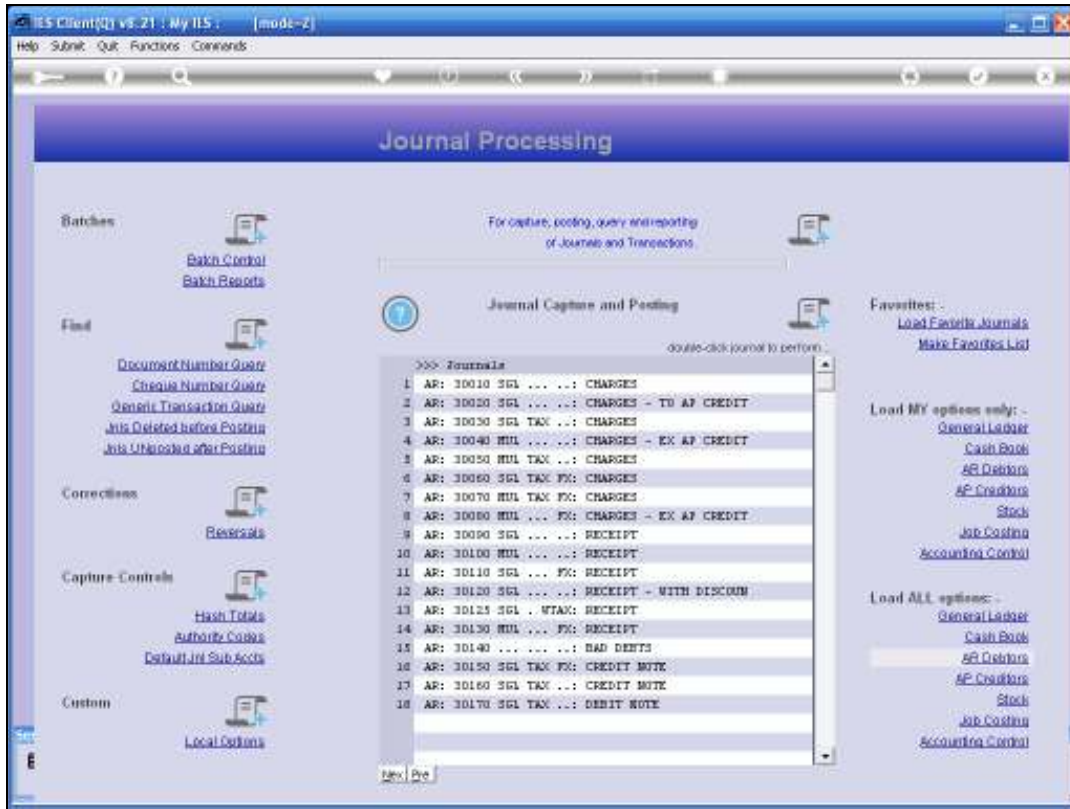 IES Client(Q) v8.21 : My IES : [mode=2]
Help Submit Quit Functions Commands
Journal Processing
Batches
Batch Control
Batch Reports
Find
Document Number Query
Cheque Number Query
Generic Transaction Query
Jnls Deleted before Posting
Jnls UNposted after Posting
Corrections
Reversals
Capture Controls
Hash Totals
Authority Codes
Default Jnl Sub Accts
Custom
Local Options
For capture, posting, query and reporting
of Journals and Transactions.
Journal Capture and Posting
double-click journal to perform ..
>>> Journals
1 AR: 30010 SGL ... ..: CHARGES
2 AR: 30020 SGL ... ..: CHARGES - TO AP CREDIT
3 AR: 30030 SGL TAX ..: CHARGES
4 AR: 30040 MUL ... ..: CHARGES - EX AP CREDIT
5 AR: 30050 MUL TAX ..: CHARGES
6 AR: 30060 SGL TAX FX: CHARGES
7 AR: 30070 MUL TAX FX: CHARGES
8 AR: 30080 MUL ... FX: CHARGES - EX AP CREDIT
9 AR: 30090 SGL ... ..: RECEIPT
10 AR: 30100 MUL ... ..: RECEIPT
11 AR: 30110 SGL ... FX: RECEIPT
12 AR: 30120 SGL ... ..: RECEIPT - WITH DISCOUN
13 AR: 30125 SGL . WTAX: RECEIPT
14 AR: 30130 MUL ... FX: RECEIPT
15 AR: 30140 ... ... ..: BAD DEBTS
16 AR: 30150 SGL TAX FX: CREDIT NOTE
17 AR: 30160 SGL TAX ..: CREDIT NOTE
18 AR: 30170 SGL TAX ..: DEBIT NOTE
Nex Pre
Favorites: -
Load Favorite Journals
Make Favorites List
Load MY options only: -
General Ledger
Cash Book
AR Debtors
AP Creditors
Stock
Job Costing
Accounting Control
Load ALL options: -
General Ledger
Cash Book
AR Debtors
AP Creditors
Stock
Job Costing
Accounting Control